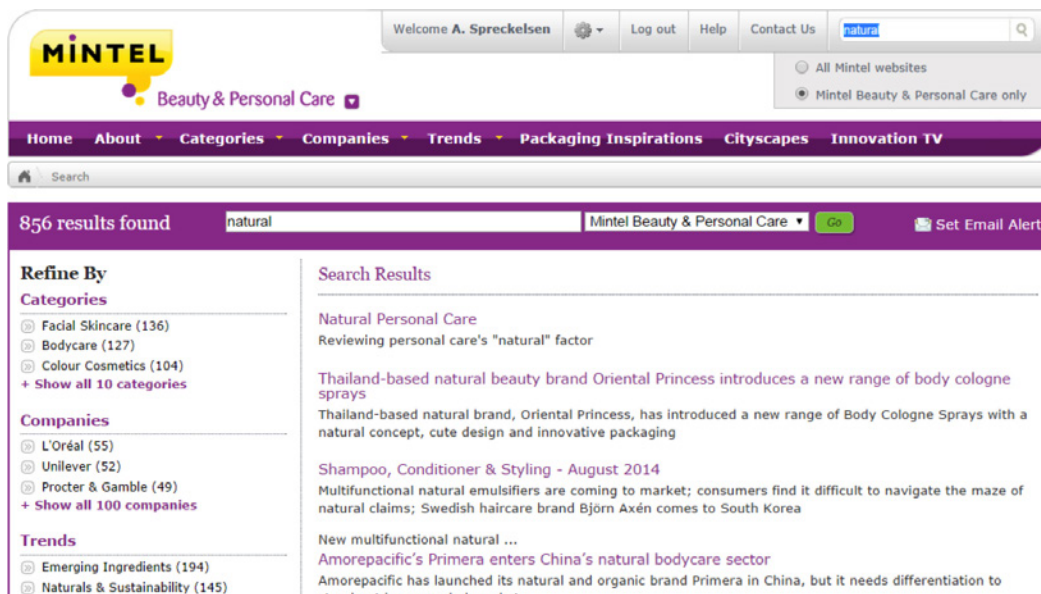 Welcome A. Spreckelsen
Log out
Help
Contact Us
natural
MINTEL
Beauty & Personal Care
All Mintel websites
Mintel Beauty & Personal Care only
Home About Categories Companies Trends Packaging Inspirations Cityscapes Innovation TV
Search
856 results found
natural
Mintel Beauty & Personal Care
Go
Set Email Alert
Refine By
Categories
Facial Skincare (136)
Bodycare (127)
Colour Cosmetics (104)
+ Show all 10 categories
Companies
L'Oréal (55)
Unilever (52)
Procter & Gamble (49)
+ Show all 100 companies
Trends
Emerging Ingredients (194)
Naturals & Sustainability (145)
Search Results
Natural Personal Care
Reviewing personal care's "natural" factor
Thailand-based natural beauty brand Oriental Princess introduces a new range of body cologne
sprays
Thailand-based natural brand, Oriental Princess, has introduced a new range of Body Cologne Sprays with a
natural concept, cute design and innovative packaging
Shampoo, Conditioner & Styling - August 2014
Multifunctional natural emulsifiers are coming to market; consumers find it difficult to navigate the maze of
natural claims; Swedish haircare brand Björn Axén comes to South Korea
New multifunctional natural ...
Amorepacific's Primera enters China's natural bodycare sector
Amorepacific has launched its natural and organic brand Primera in China, but it needs differentiation to